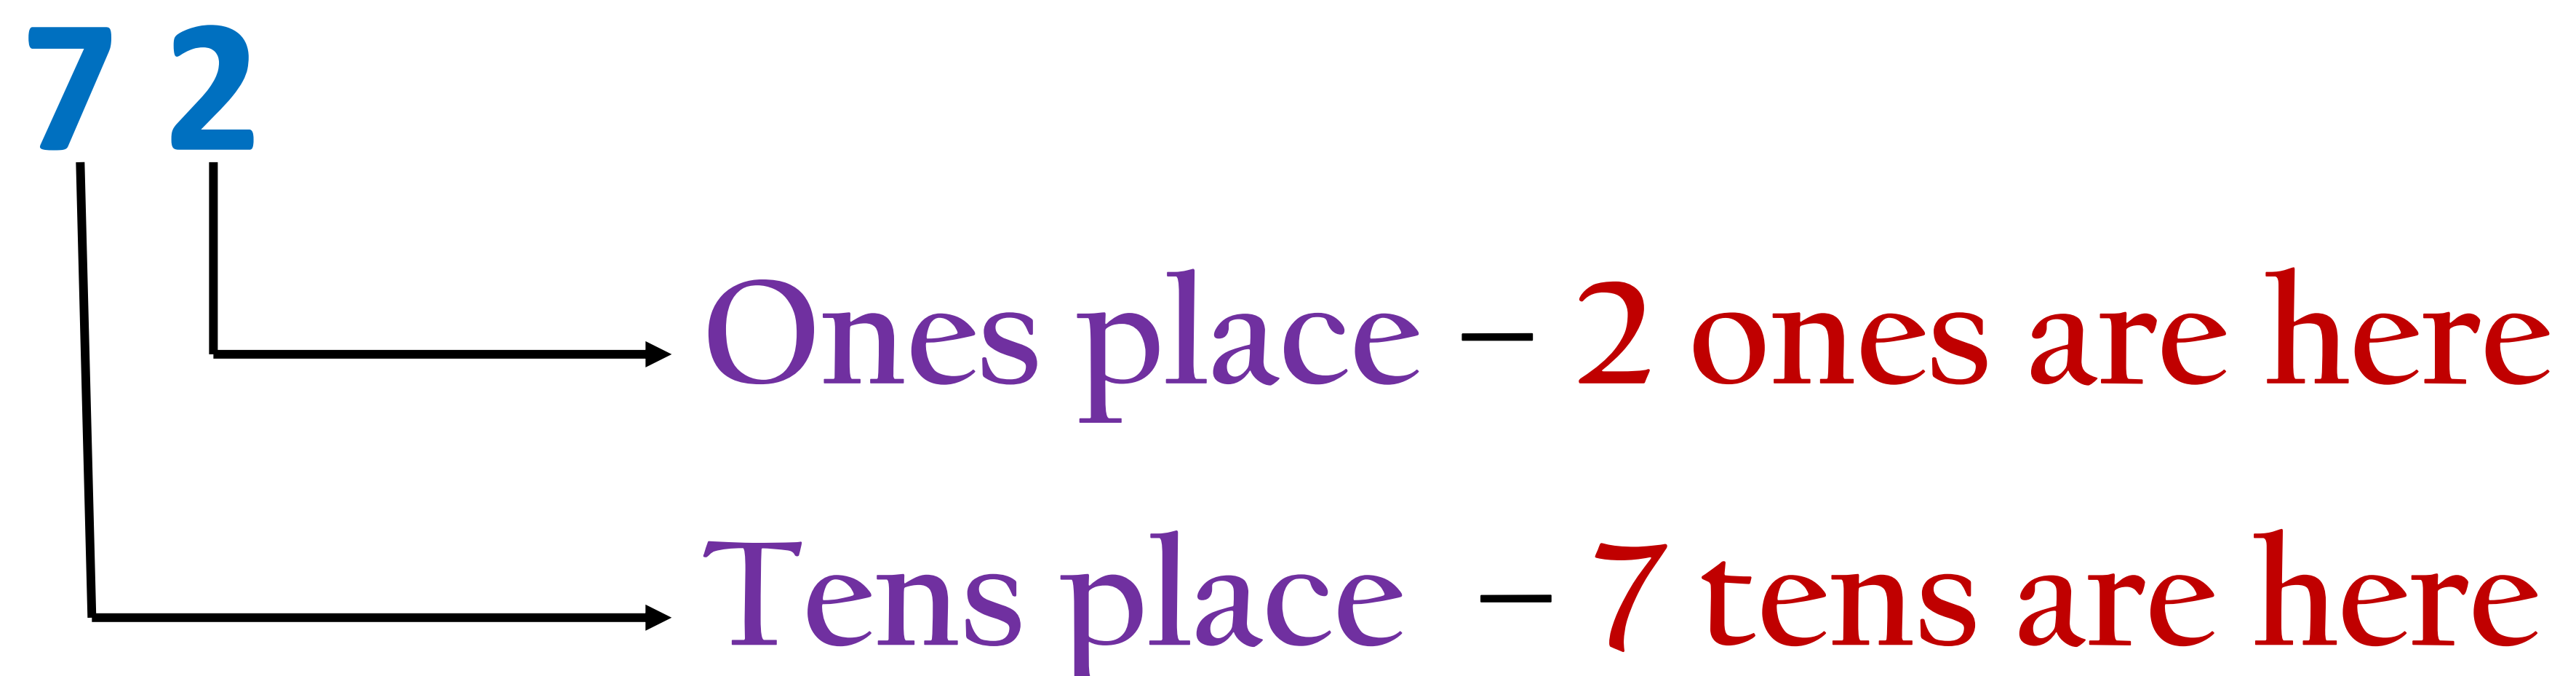 7 2
Ones place – 2 ones are here
Tens place – 7 tens are here